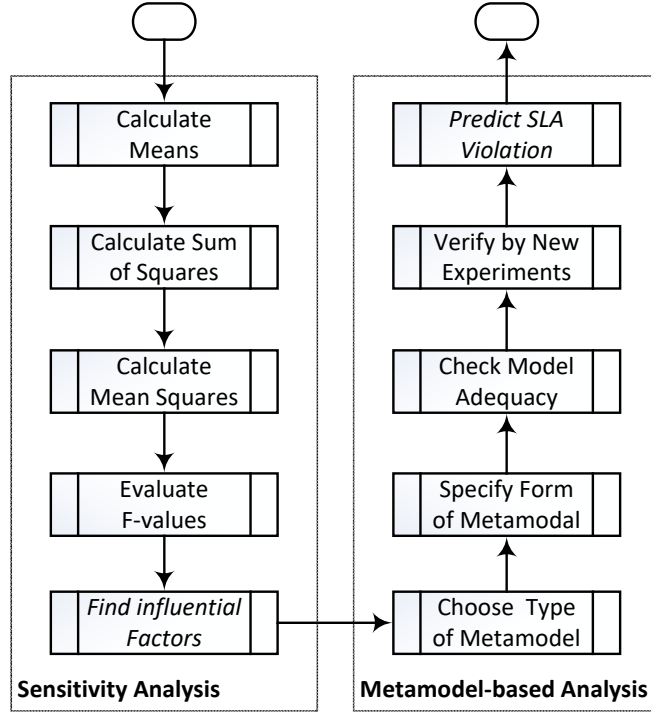 Calculate
Means
Calculate Sum
of Squares
Calculate
Mean Squares
Evaluate
F-values
Find influential
Factors
Sensitivity Analysis
Predict SLA
Violation
Verify by New
Experiments
Check Model
Adequacy
Specify Form
of Metamodal
Choose Type
of Metamodel
Metamodel-based Analysis